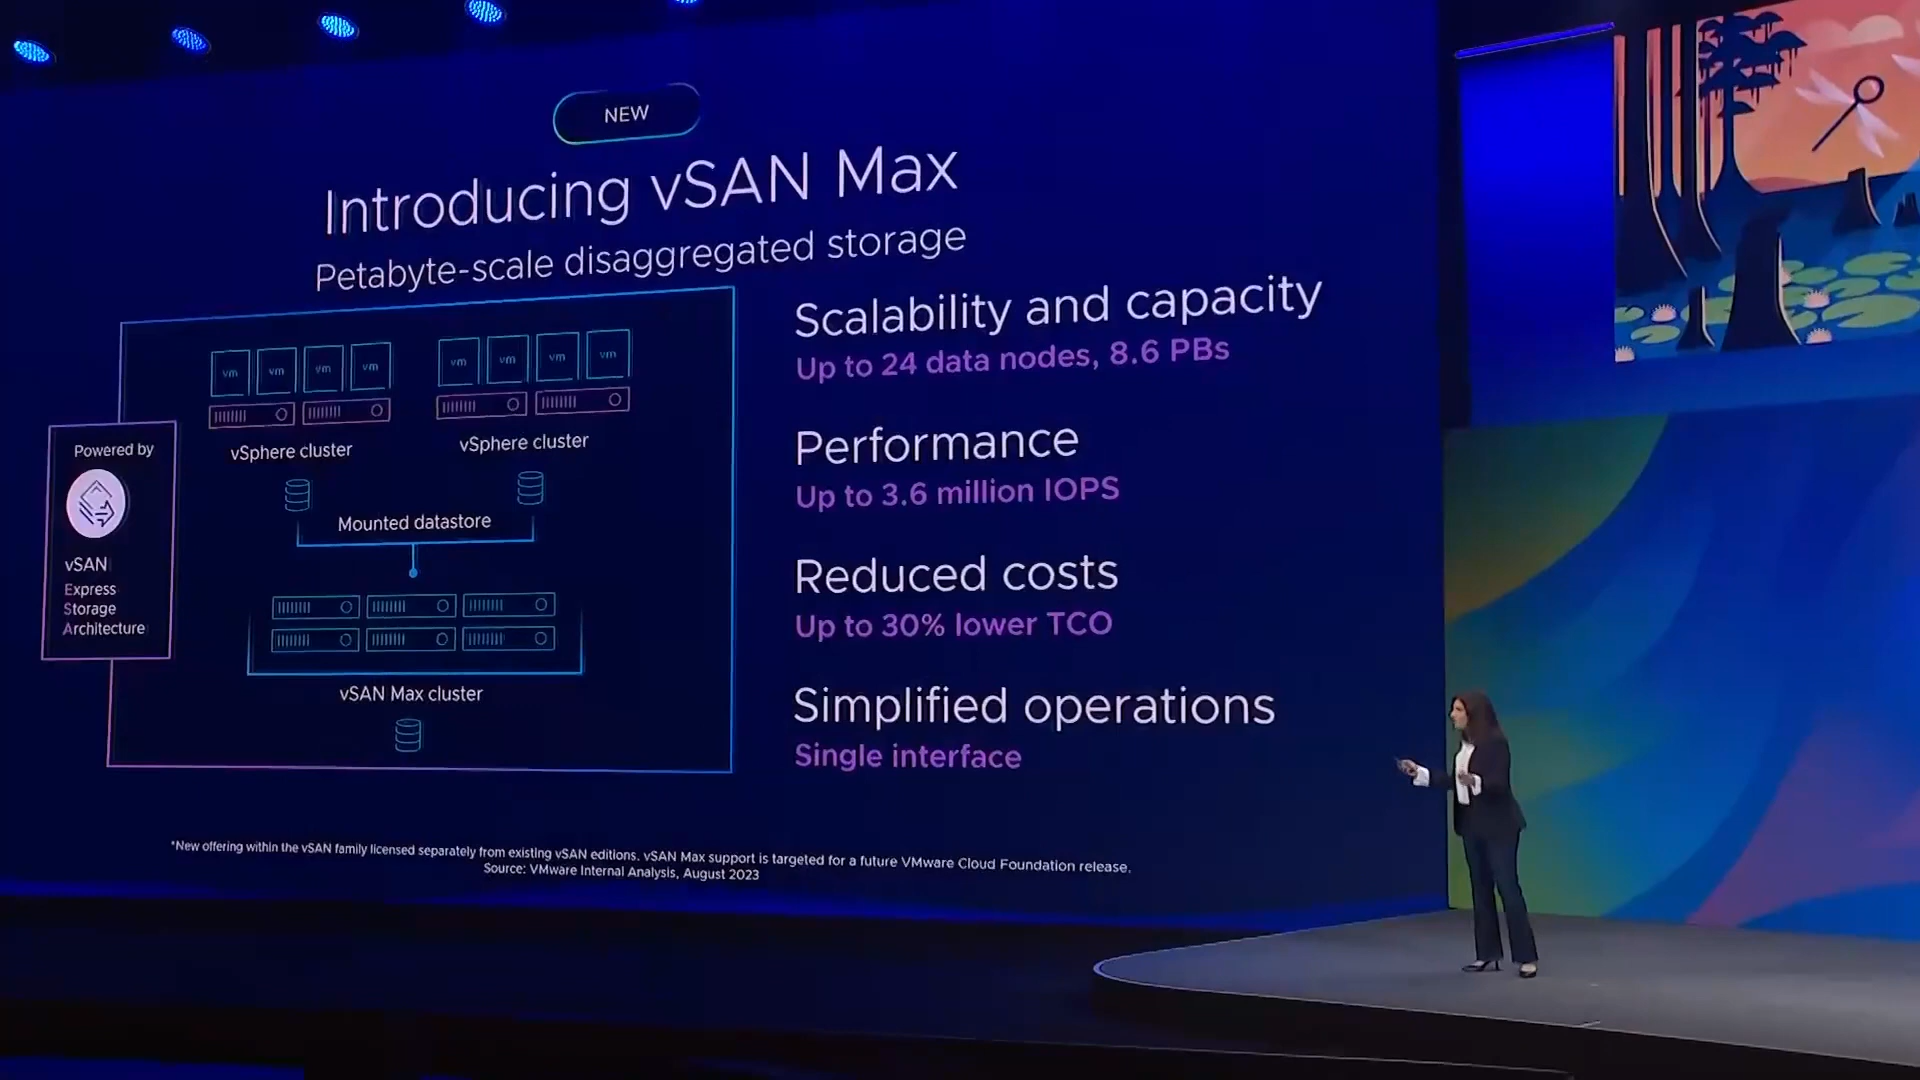 NEW
Introducing vSAN Max
Petabyte-scale disaggregated storage
vm vm vm vm
vm vm vm vm
vSphere cluster
vSphere cluster
Mounted datastore
vSAN Max cluster
Powered by
vSAN
Express
Storage
Architecture
Scalability and capacity
Up to 24 data nodes, 8.6 PBs
Performance
Up to 3.6 million IOPS
Reduced costs
Up to 30% lower TCO
Simplified operations
Single interface
*New offering within the vSAN family licensed separately from existing vSAN editions. vSAN Max support is targeted for a future VMware Cloud Foundation release.
Source: VMware Internal Analysis, August 2023